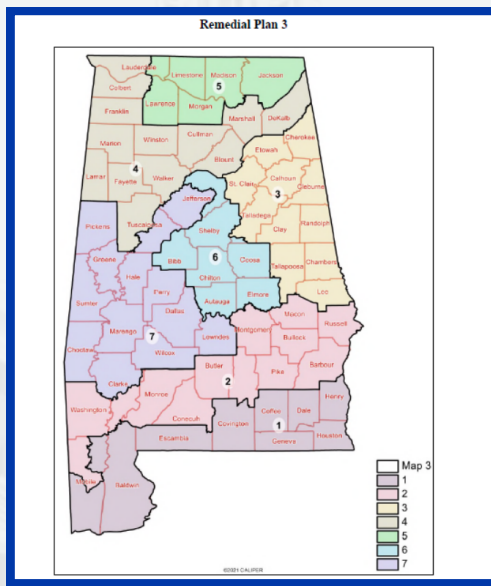 Remedial Plan 3
Lauderdale
Limestone
Madison
Jackson
Colbert
5
Lawrence
Morgan
Franklin
Marshall
DeKalb
Cherokee
Marion
Winston
Cullman
Etowah
Blount
4
Lamar
Fayette
Walker
St. Clair
Calhoun
3
Cleburne
Jefferson
Pickens
Tuscaloosa
Shelby
Talladega
Clay
Randolph
Greene
Bibb
6
Coosa
Hale
Chilton
Tallapoosa
Chambers
Sumter
Perry
Autauga
Elmore
Lee
Dallas
Macon
Marengo
7
Lowndes
Montgomery
Russell
Choctaw
Wilcox
Bullock
Clarke
Butler
Pike
Barbour
Monroe
2
Washington
Conecuh
Henry
Coffee
Dale
Covington
1
Escambia
Geneva
Houston
Mobile
Baldwin
Map 3
1
2
3
4
5
6
7
©2021 CALIPER